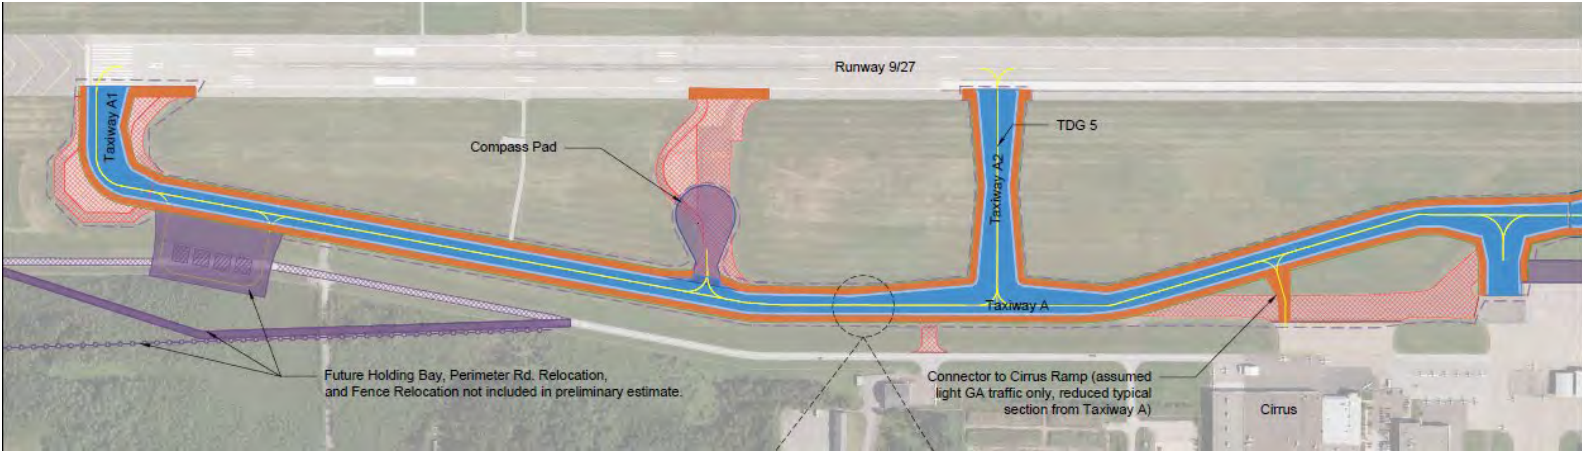 Runway 9/27
Taxiway A1
TDG 5
Compass Pad
Taxiway A2
Taxiway A
Future Holding Bay, Perimeter Rd. Relocation,
and Fence Relocation not included in preliminary estimate.
Connector to Cirrus Ramp (assumed
light GA traffic only, reduced typical
section from Taxiway A)
Cirrus